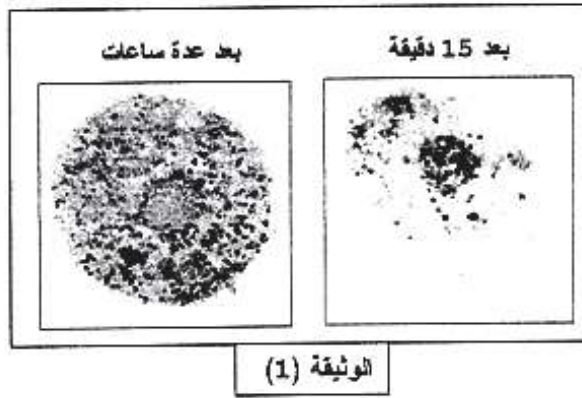 بعد 15 دقيقة
بعد عدة ساعات
الوثيقة (1)